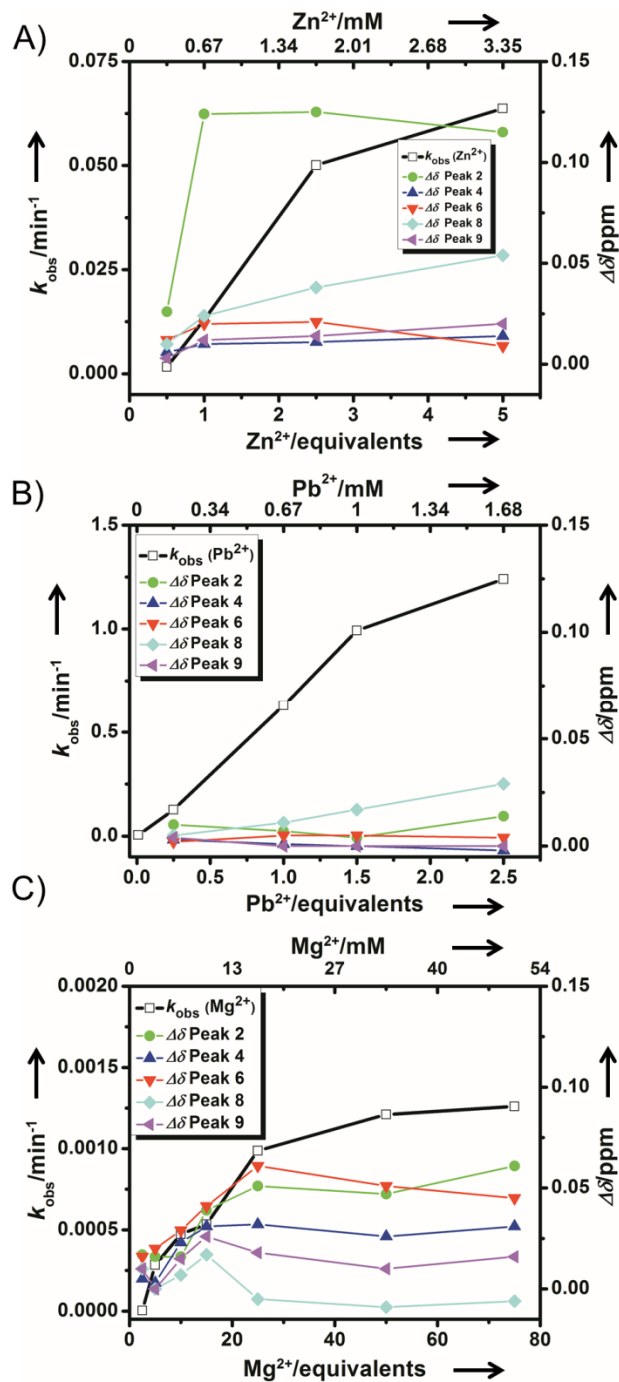 A)
Zn²⁺/mM
0 0.67 1.34 2.01 2.68 3.35
0.075
0.050
0.025
0.000
k_obs/min⁻¹
k_obs (Zn²⁺)
Δδ Peak 2
Δδ Peak 4
Δδ Peak 6
Δδ Peak 8
Δδ Peak 9
0.15
0.10
0.05
0.00
Δδ/ppm
0 1 2 3 4 5
Zn²⁺/equivalents
B)
Pb²⁺/mM
0 0.34 0.67 1 1.34 1.68
1.5
1.0
0.5
0.0
k_obs/min⁻¹
k_obs (Pb²⁺)
Δδ Peak 2
Δδ Peak 4
Δδ Peak 6
Δδ Peak 8
Δδ Peak 9
0.15
0.10
0.05
0.00
Δδ/ppm
0.0 0.5 1.0 1.5 2.0 2.5
Pb²⁺/equivalents
C)
Mg²⁺/mM
0 13 27 40 54
0.0020
0.0015
0.0010
0.0005
0.0000
k_obs/min⁻¹
k_obs (Mg²⁺)
Δδ Peak 2
Δδ Peak 4
Δδ Peak 6
Δδ Peak 8
Δδ Peak 9
0.15
0.10
0.05
0.00
Δδ/ppm
0 20 40 60 80
Mg²⁺/equivalents